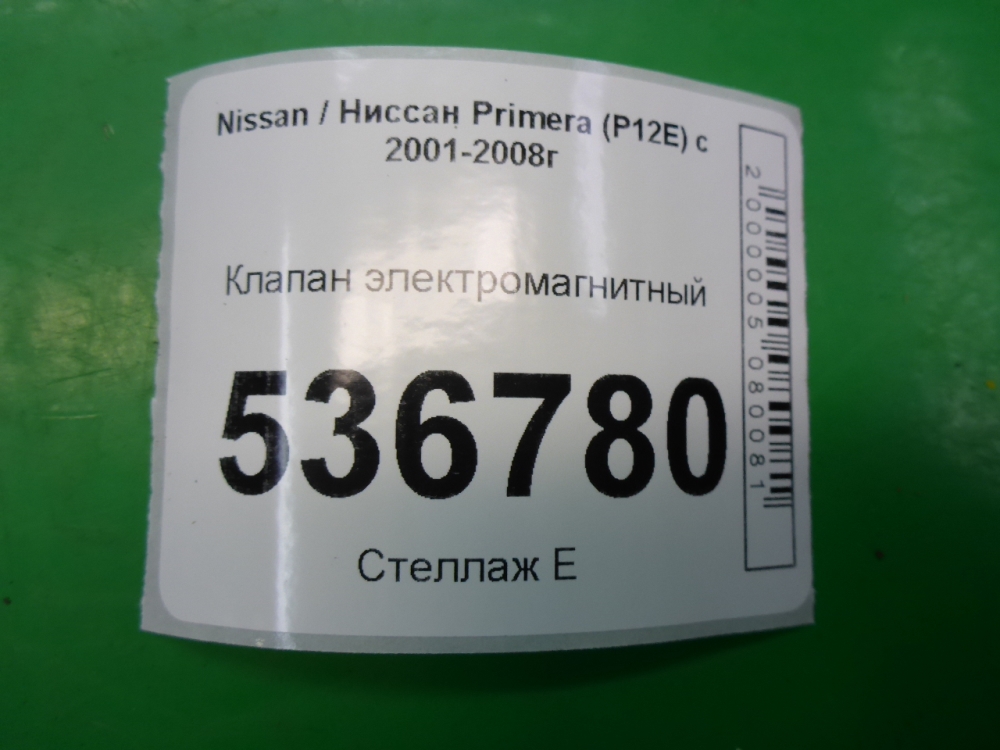 Nissan / Ниссан Primera (P12E) с
2001-2008г
Клапан электромагнитный
536780
Стеллаж Е
2000005080081